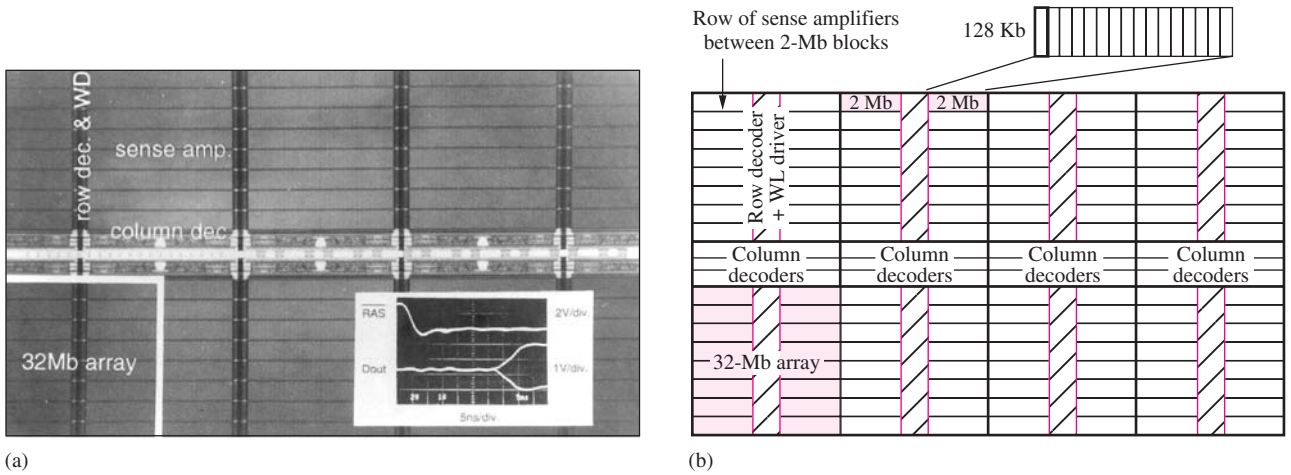 row dec. & WD
sense amp.
column dec.
32Mb array
RAS
2V/div.
Dout
1V/div.
5ns
5ns/div.
(a)
Row of sense amplifiers
between 2-Mb blocks
128 Kb
2 Mb
2 Mb
Row decoder
+ WL driver
Column
decoders
Column
decoders
Column
decoders
Column
decoders
32-Mb array
(b)